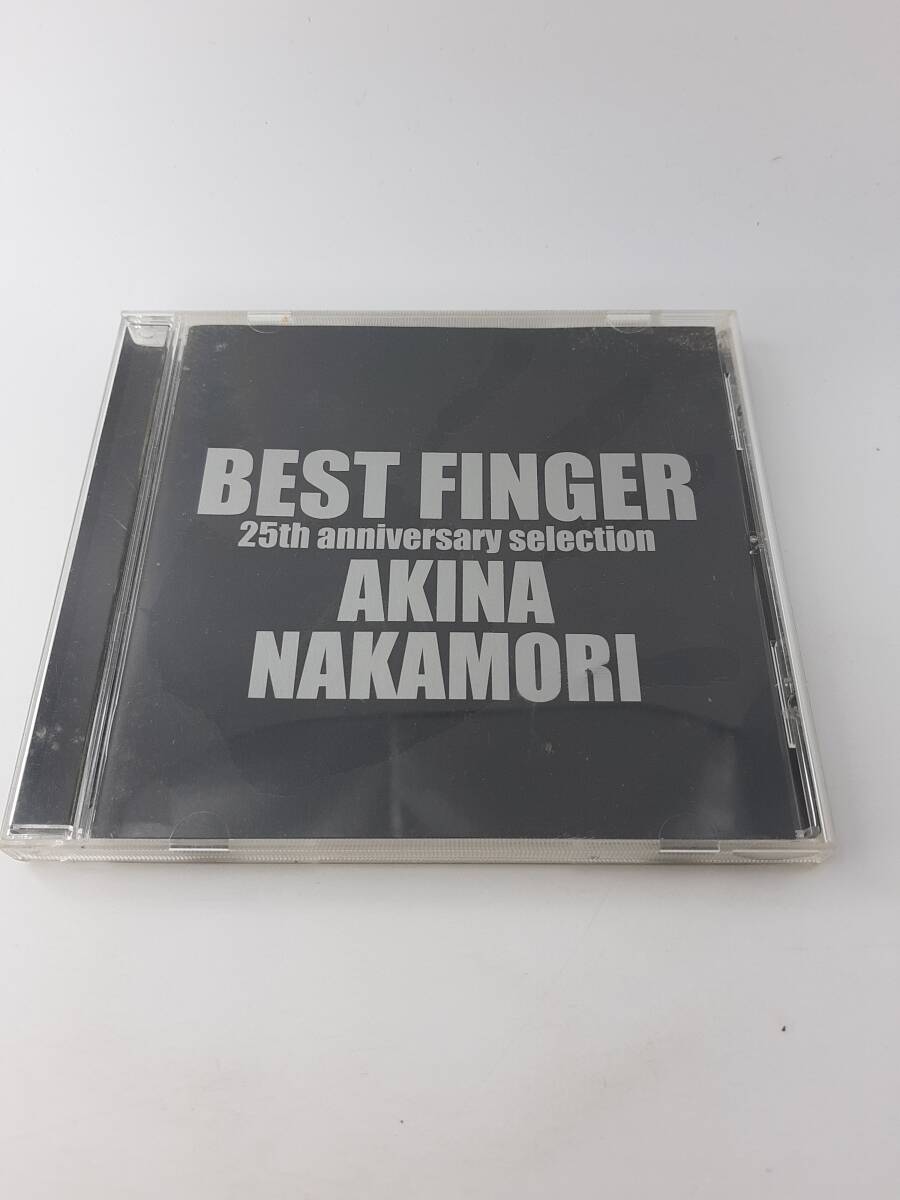 BEST FINGER
25th anniversary selection
AKINA
NAKAMORI